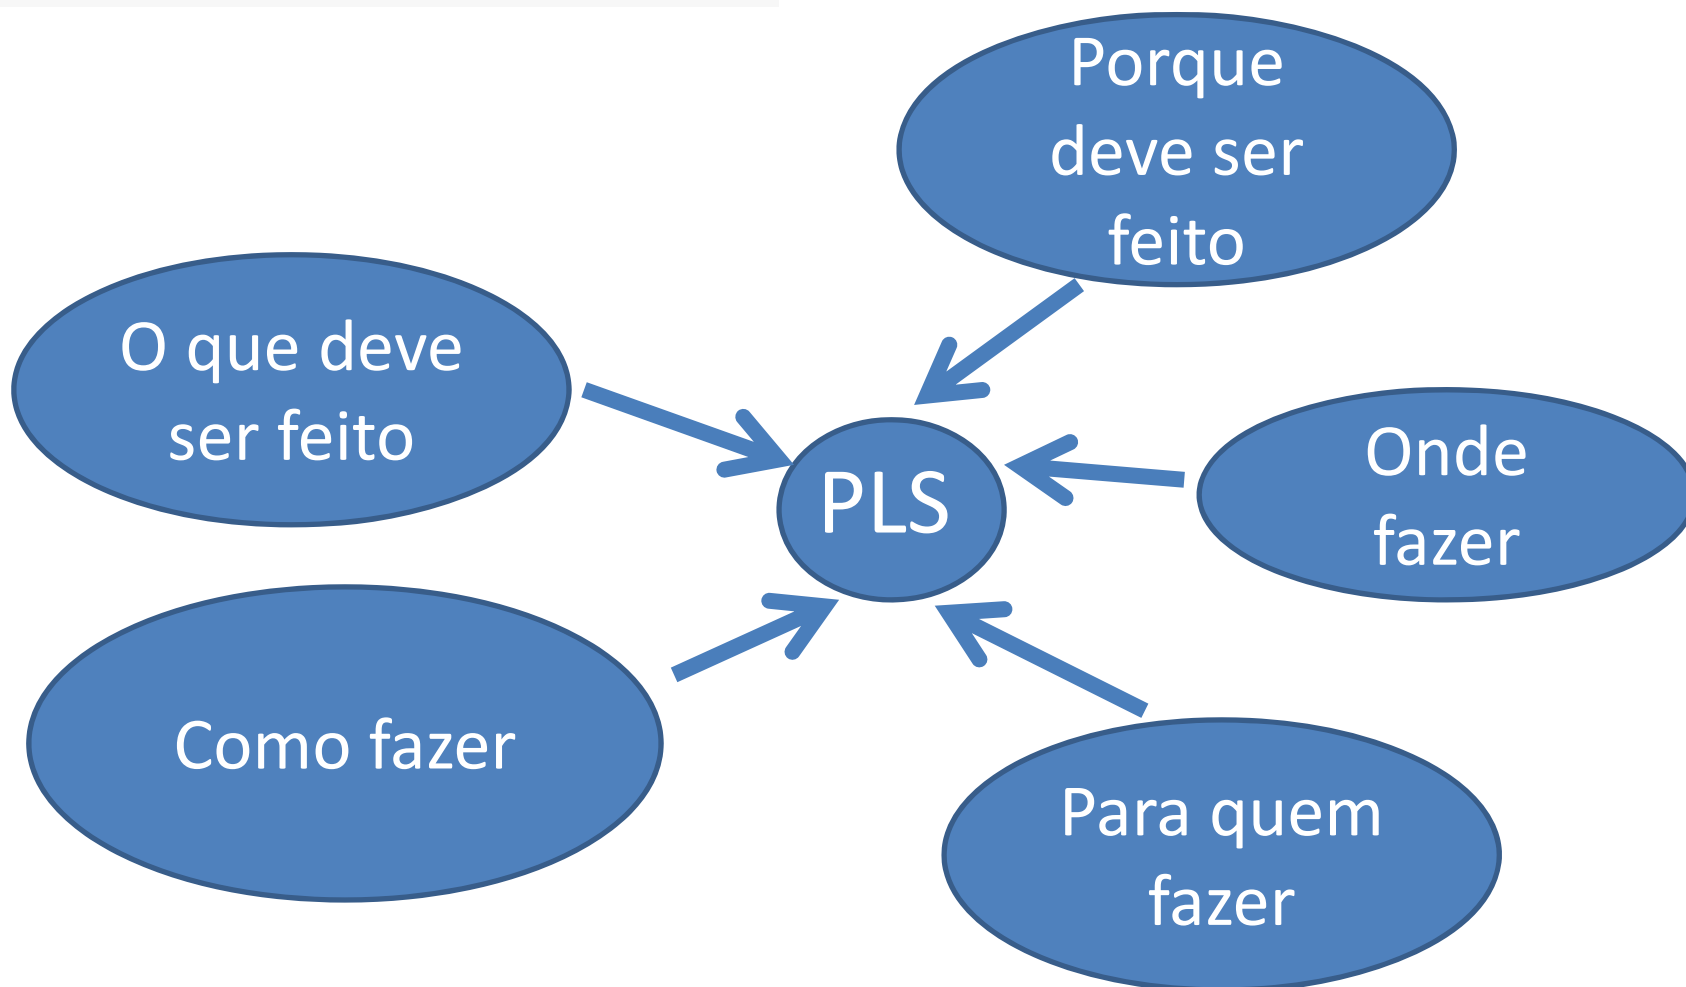 Porque
deve ser
feito
O que deve
ser feito
Onde
fazer
PLS
Como fazer
Para quem
fazer